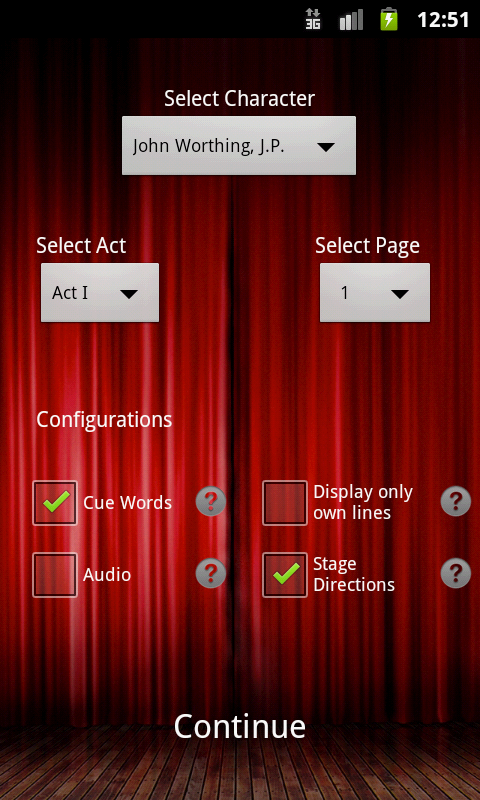 3G 12:51
Select Character
John Worthing, J.P.
Select Act
Select Page
Act I
1
Configurations
Cue Words ?
Display only
own lines ?
Audio ?
Stage
Directions ?
Continue